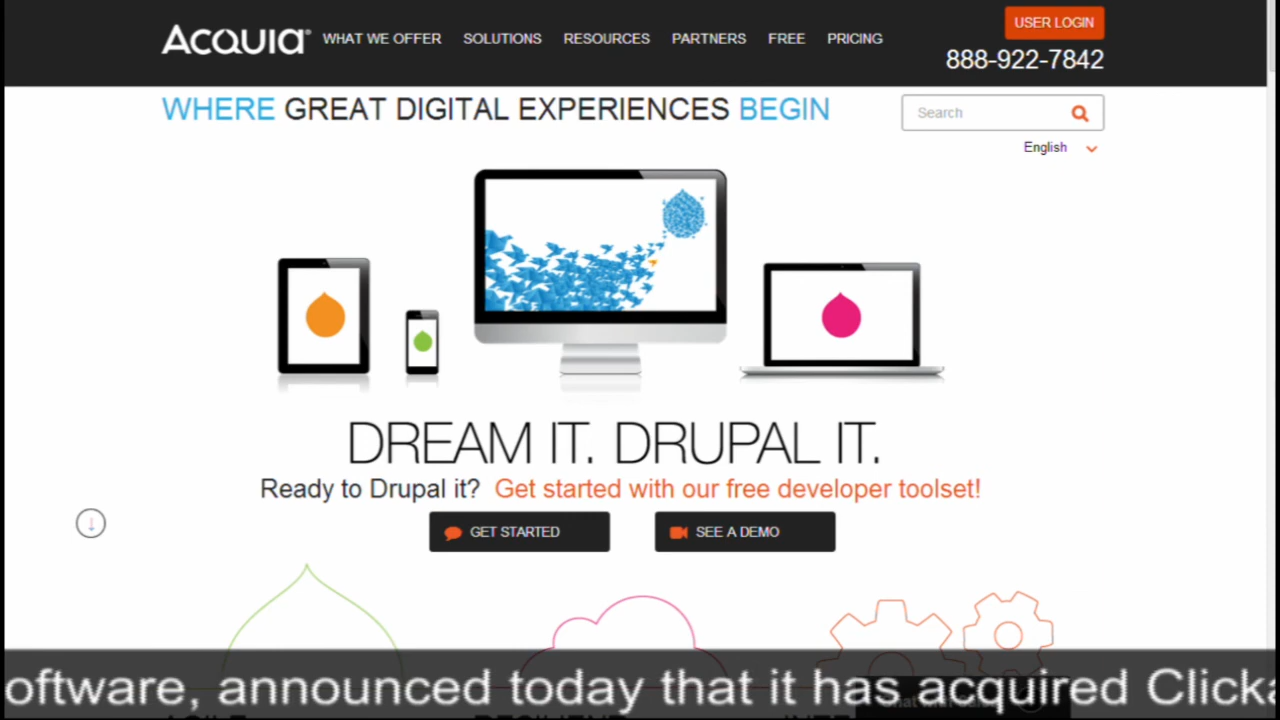 Acquia®
WHAT WE OFFER SOLUTIONS RESOURCES PARTNERS FREE PRICING
USER LOGIN
888-922-7842
WHERE GREAT DIGITAL EXPERIENCES BEGIN
Search
English
DREAM IT. DRUPAL IT.
Ready to Drupal it? Get started with our free developer toolset!
GET STARTED
SEE A DEMO
oftware, announced today that it has acquired Clicka